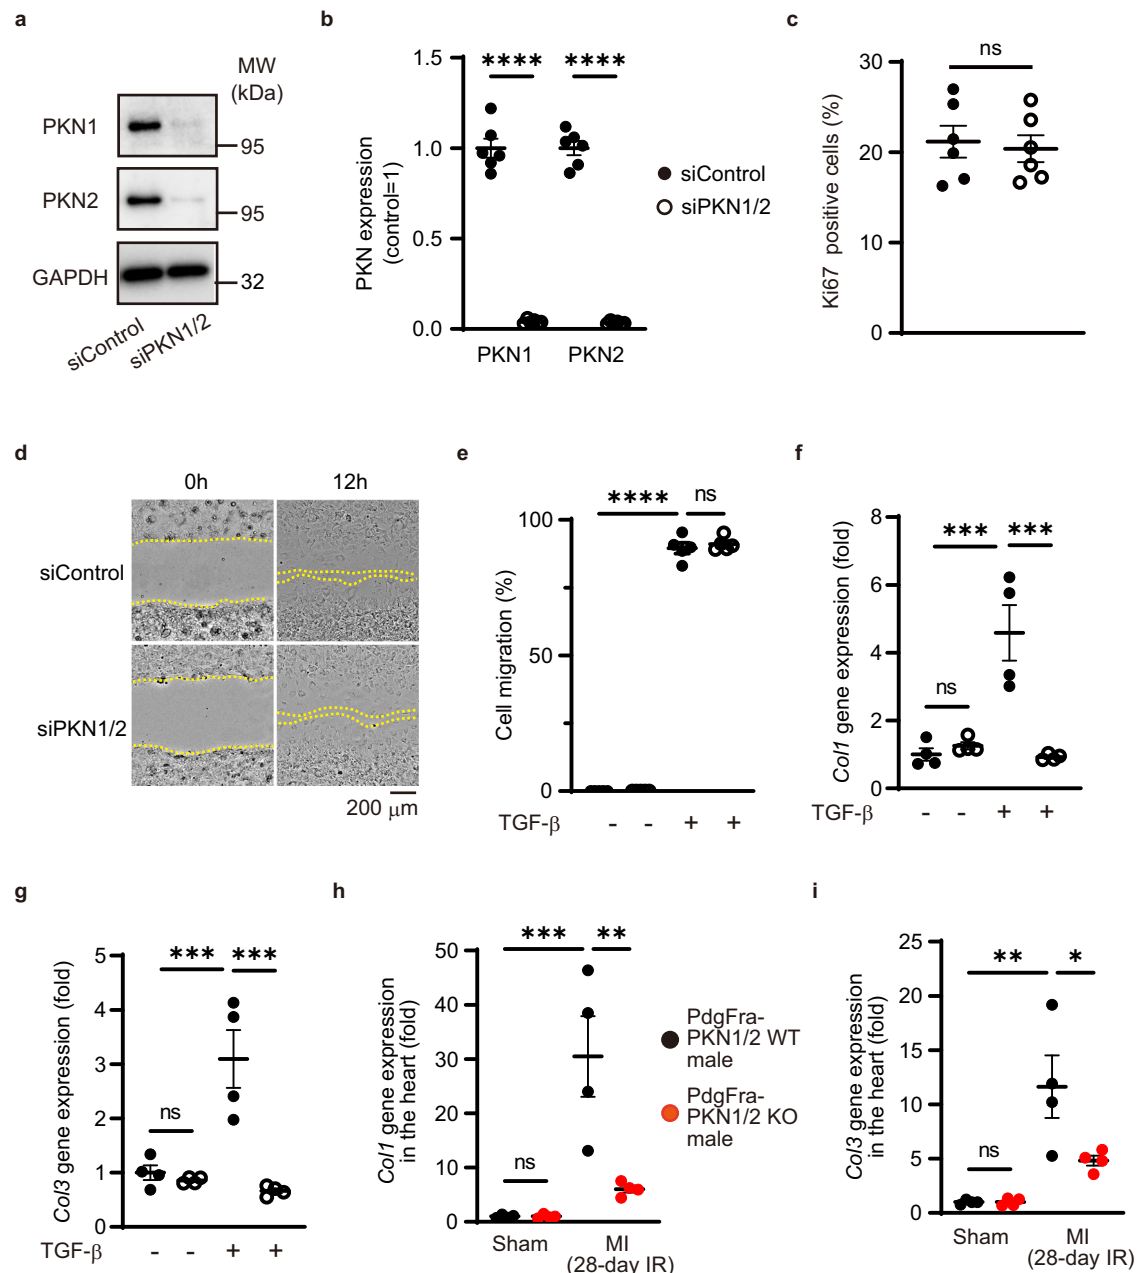 a
MW
(kDa)
PKN1
95
PKN2
95
GAPDH
32
siControl
siPKN1/2
b
PKN expression
(control=1)
1.5
1.0
0.5
0.0
****
****
PKN1
PKN2
siControl
siPKN1/2
c
Ki67 positive cells (%)
30
20
10
0
ns
d
0h
12h
siControl
siPKN1/2
200 μm
e
Cell migration (%)
100
50
0
****
ns
TGF-β
- - + +
f
Col1 gene expression (fold)
8
6
4
2
0
ns
***
***
TGF-β
- - + +
g
Col3 gene expression (fold)
5
4
3
2
1
0
ns
***
***
TGF-β
- - + +
h
Col1 gene expression
in the heart (fold)
50
40
30
20
10
0
ns
***
**
Sham
MI
(28-day IR)
PdgFra-
PKN1/2 WT
male
PdgFra-
PKN1/2 KO
male
i
Col3 gene expression
in the heart (fold)
25
20
15
10
5
0
ns
**
*
Sham
MI
(28-day IR)